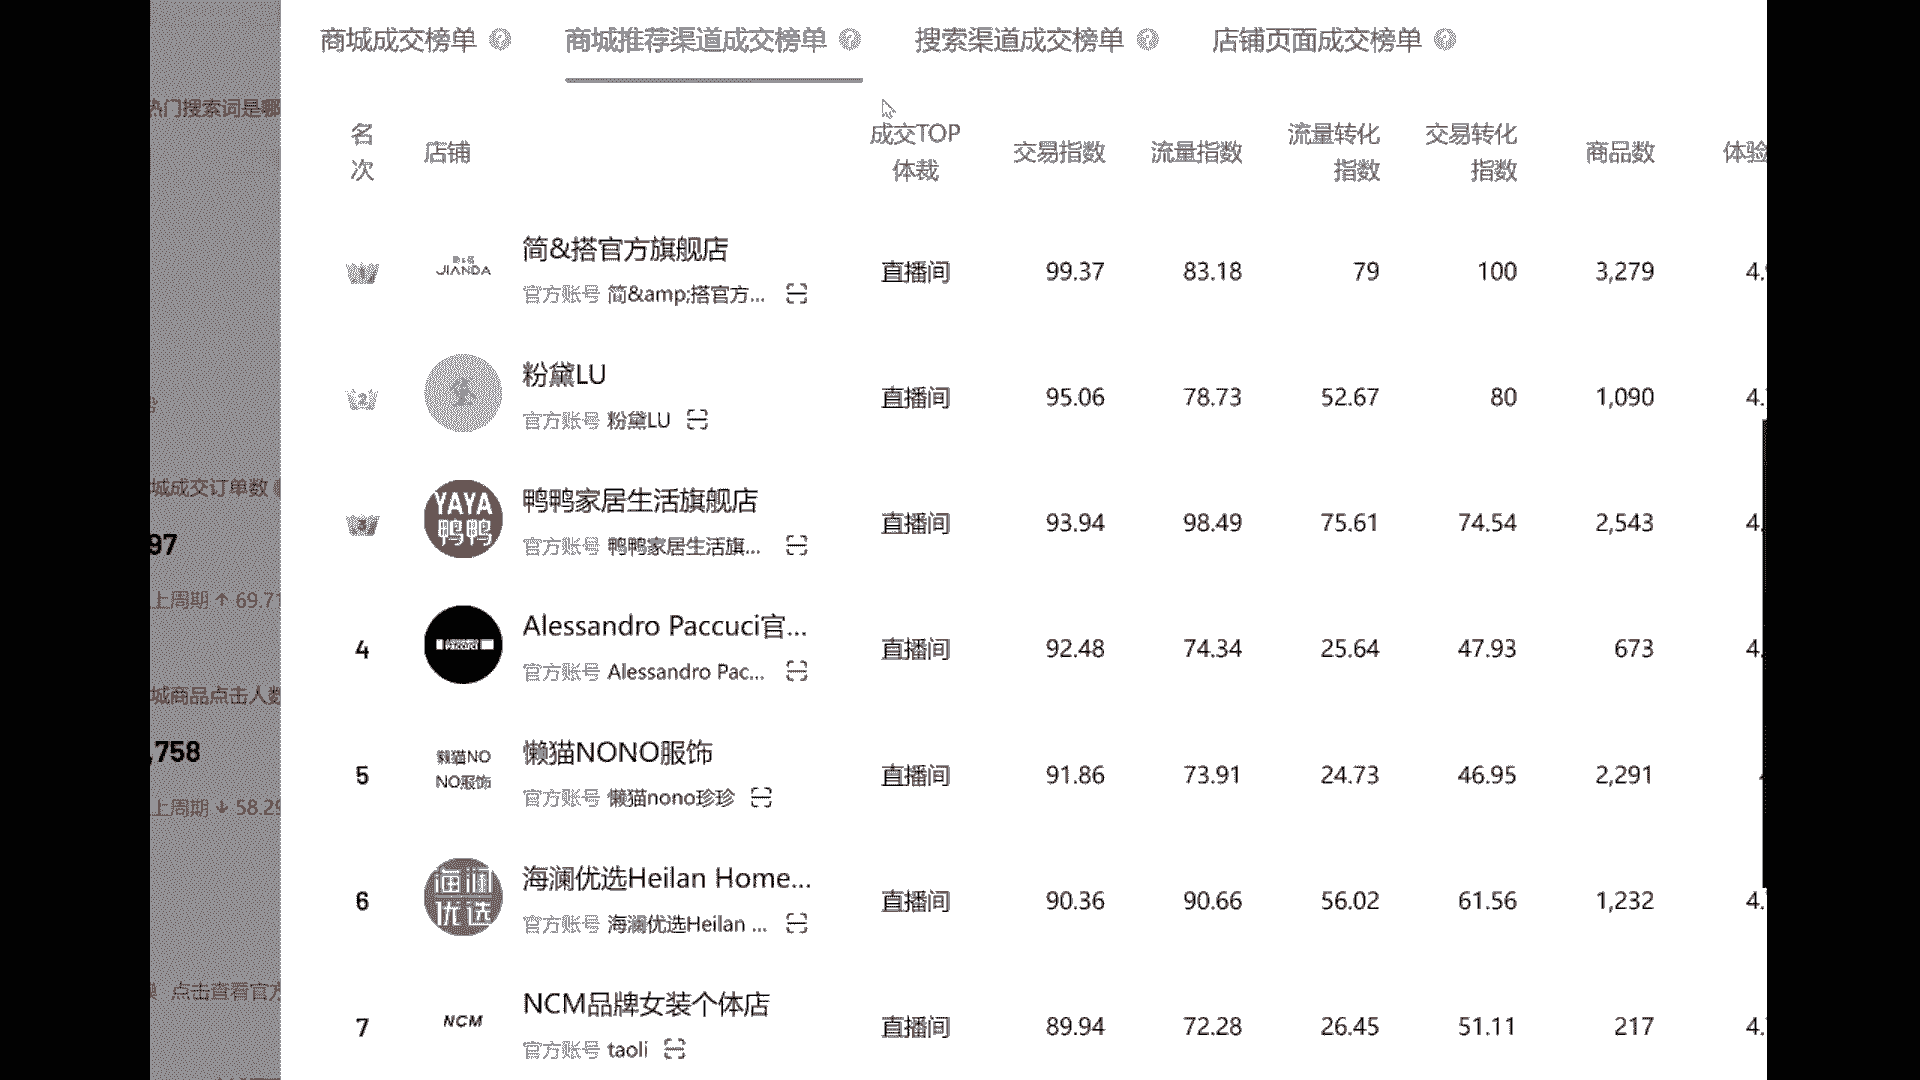 商城成交榜单
商城推荐渠道成交榜单
搜索渠道成交榜单
店铺页面成交榜单
热门搜索词是哪
名次
店铺
成交TOP体裁
交易指数
流量指数
流量转化指数
交易转化指数
商品数
体验
1
JIANDA
简&搭官方旗舰店
官方账号 简&amp;搭官方...
直播间
99.37
83.18
79
100
3,279
2
粉黛LU
官方账号 粉黛LU
直播间
95.06
78.73
52.67
80
1,090
城成交订单数
97
上周期 ↑ 69.71
3
YAYA
鸭鸭
鸭鸭家居生活旗舰店
官方账号 鸭鸭家居生活旗...
直播间
93.94
98.49
75.61
74.54
2,543
4
PACCUCI
Alessandro Paccuci官...
官方账号 Alessandro Pac...
直播间
92.48
74.34
25.64
47.93
673
城商品点击人数
,758
上周期 ↓ 58.29
5
懒猫NO
NO服饰
懒猫NONO服饰
官方账号 懒猫nono珍珍
直播间
91.86
73.91
24.73
46.95
2,291
6
海澜
优选
海澜优选Heilan Home...
官方账号 海澜优选Heilan ...
直播间
90.36
90.66
56.02
61.56
1,232
点击查看官方
7
NCM
NCM品牌女装个体店
官方账号 taoli
直播间
89.94
72.28
26.45
51.11
217